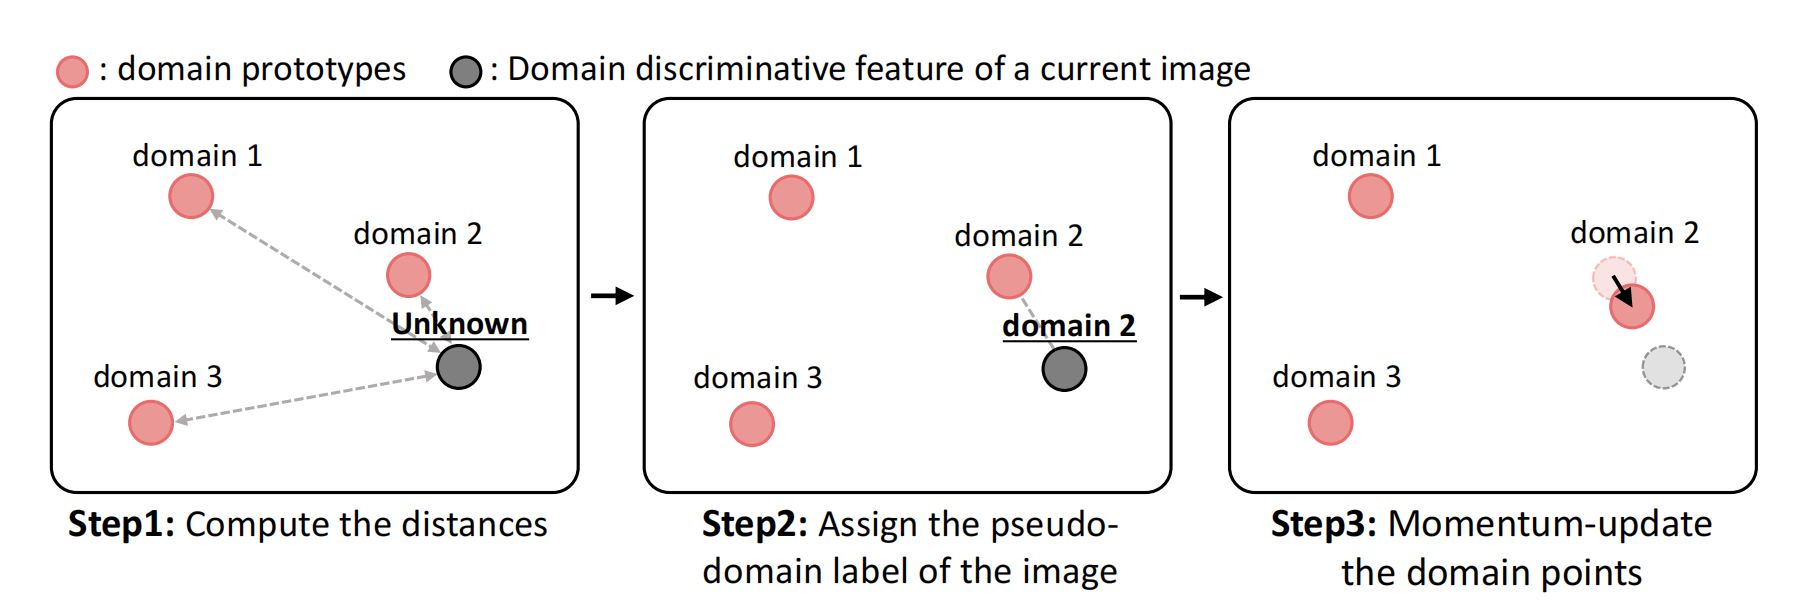 : domain prototypes
: Domain discriminative feature of a current image
domain 1
domain 2
Unknown
domain 3
Step1: Compute the distances
domain 1
domain 2
domain 2
domain 3
Step2: Assign the pseudo-
domain label of the image
domain 1
domain 2
domain 3
Step3: Momentum-update
the domain points